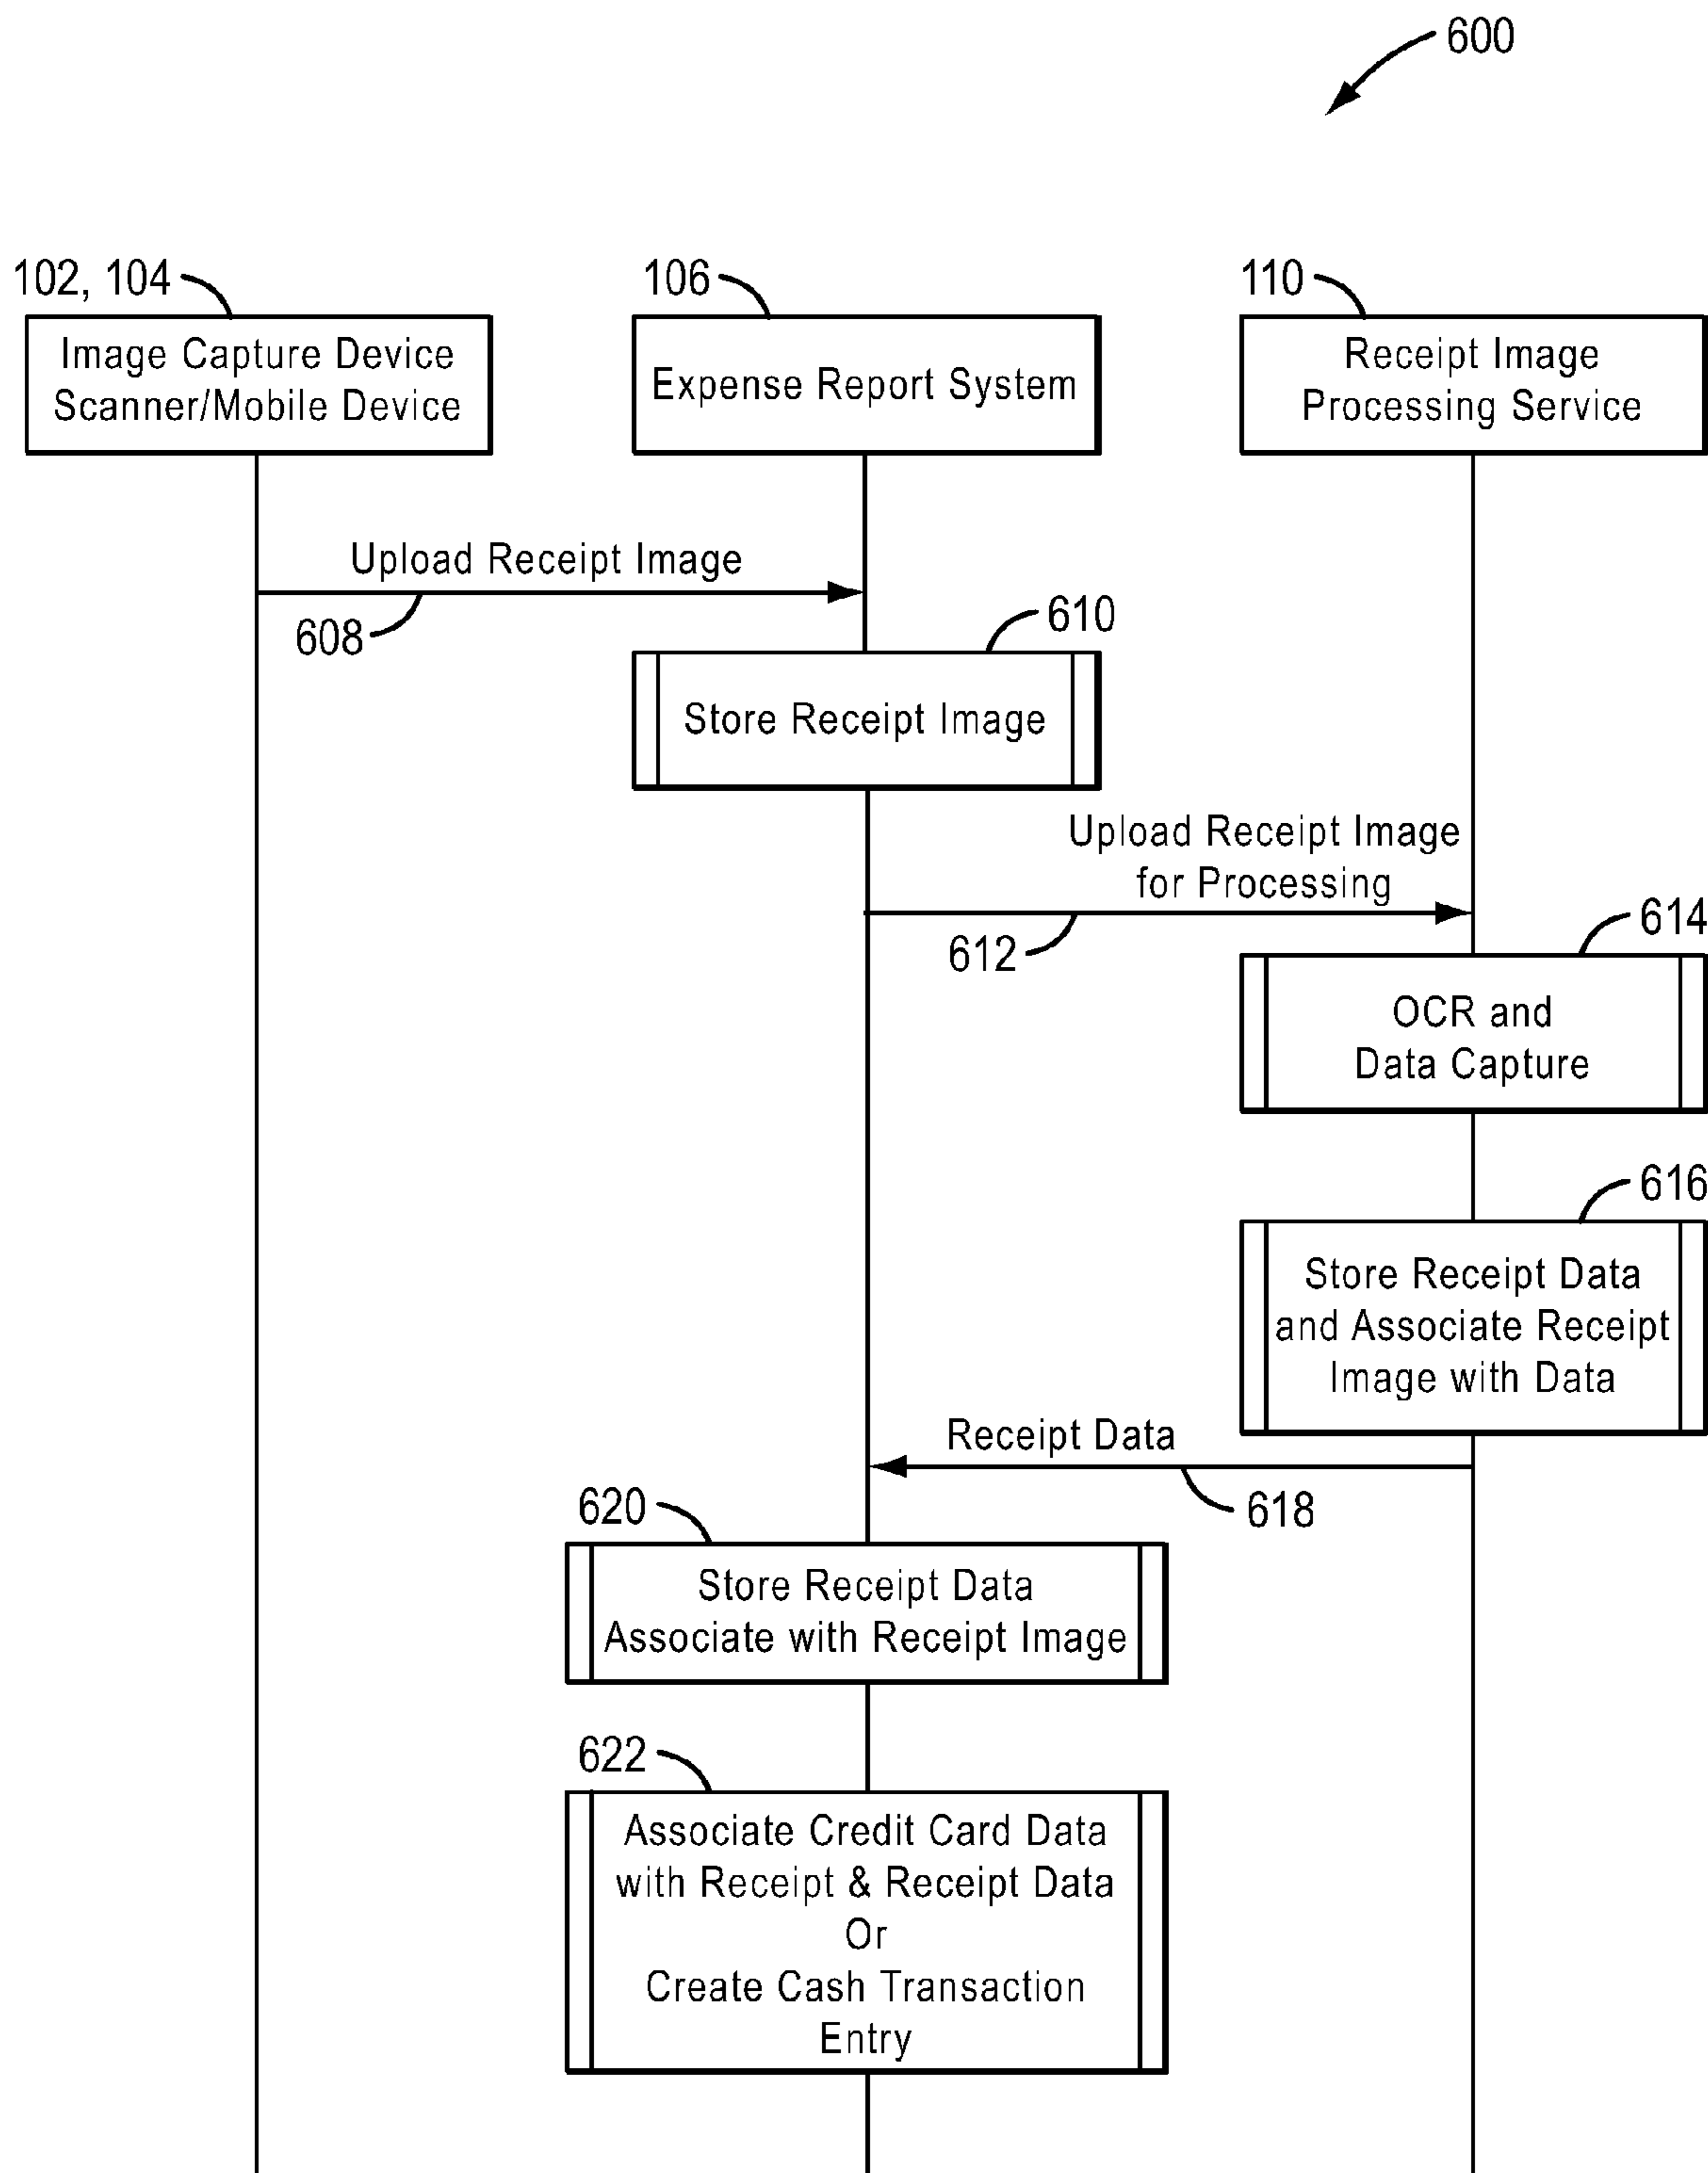 600
102, 104
106
110
Image Capture Device
Scanner/Mobile Device
Expense Report System
Receipt Image
Processing Service
Upload Receipt Image
608
610
Store Receipt Image
Upload Receipt Image
for Processing
612
614
OCR and
Data Capture
616
Store Receipt Data
and Associate Receipt
Image with Data
Receipt Data
618
620
Store Receipt Data
Associate with Receipt Image
622
Associate Credit Card Data
with Receipt & Receipt Data
Or
Create Cash Transaction
Entry